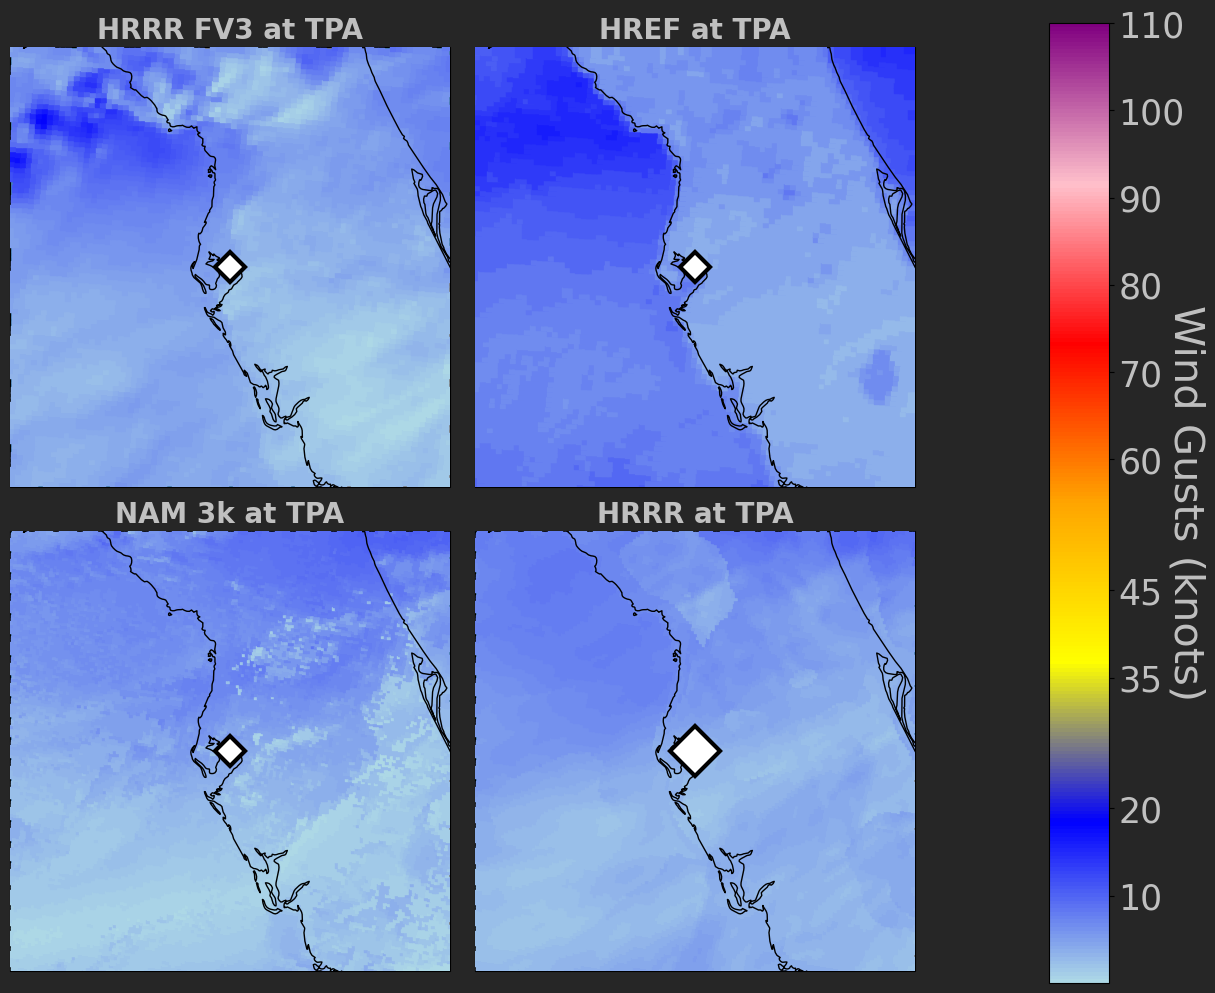 HRRR FV3 at TPA
HREF at TPA
NAM 3k at TPA
HRRR at TPA
110
100
90
80
70
60
45
35
20
10
Wind Gusts (knots)